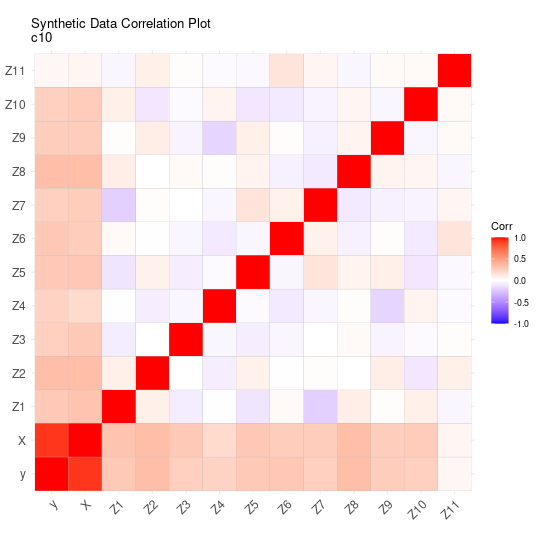 Synthetic Data Correlation Plot
c10
Z11
Z10
Z9
Z8
Z7
Z6
Z5
Z4
Z3
Z2
Z1
X
y
y X Z1 Z2 Z3 Z4 Z5 Z6 Z7 Z8 Z9 Z10 Z11
Corr
1.0
0.5
0.0
-0.5
-1.0